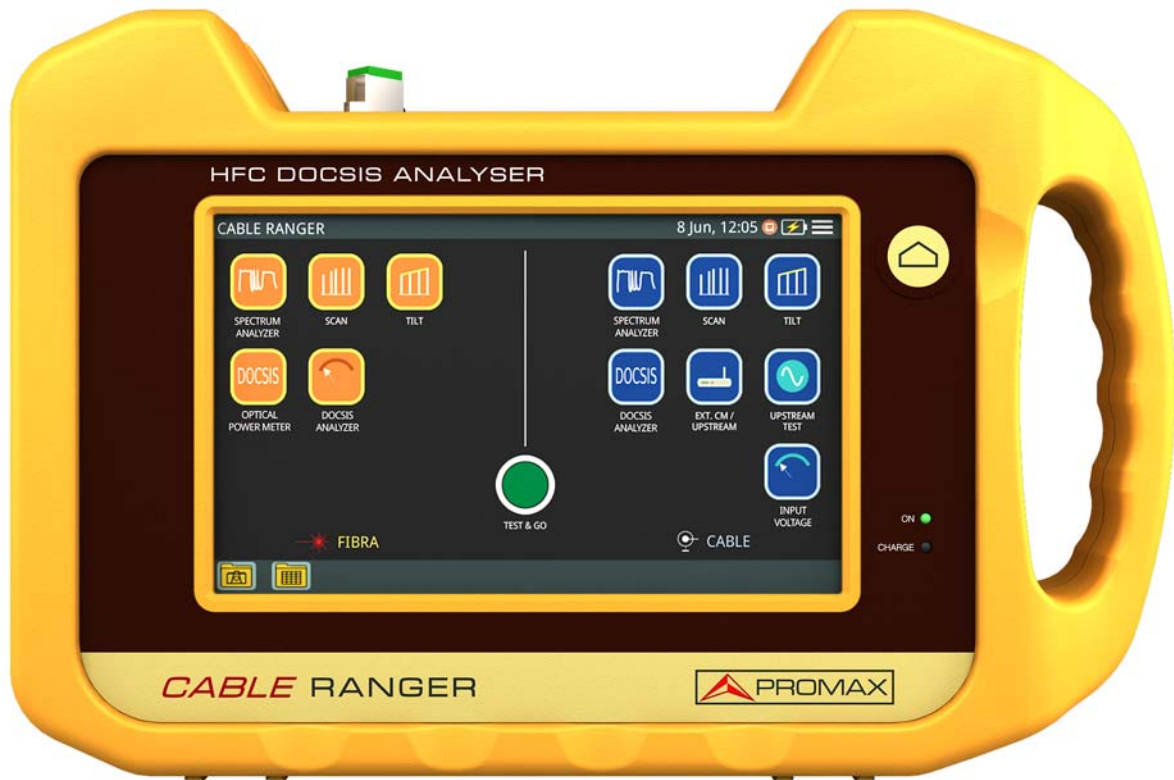 HFC DOCSIS ANALYSER
CABLE RANGER
8 Jun, 12:05
SPECTRUM
ANALYZER
SCAN
TILT
DOCSIS
OPTICAL
POWER METER
DOCSIS
ANALYZER
SPECTRUM
ANALYZER
SCAN
TILT
DOCSIS
DOCSIS
ANALYZER
EXT. CM /
UPSTREAM
UPSTREAM
TEST
INPUT
VOLTAGE
TEST & GO
FIBRA
CABLE
ON
CHARGE
CABLE RANGER
PROMAX